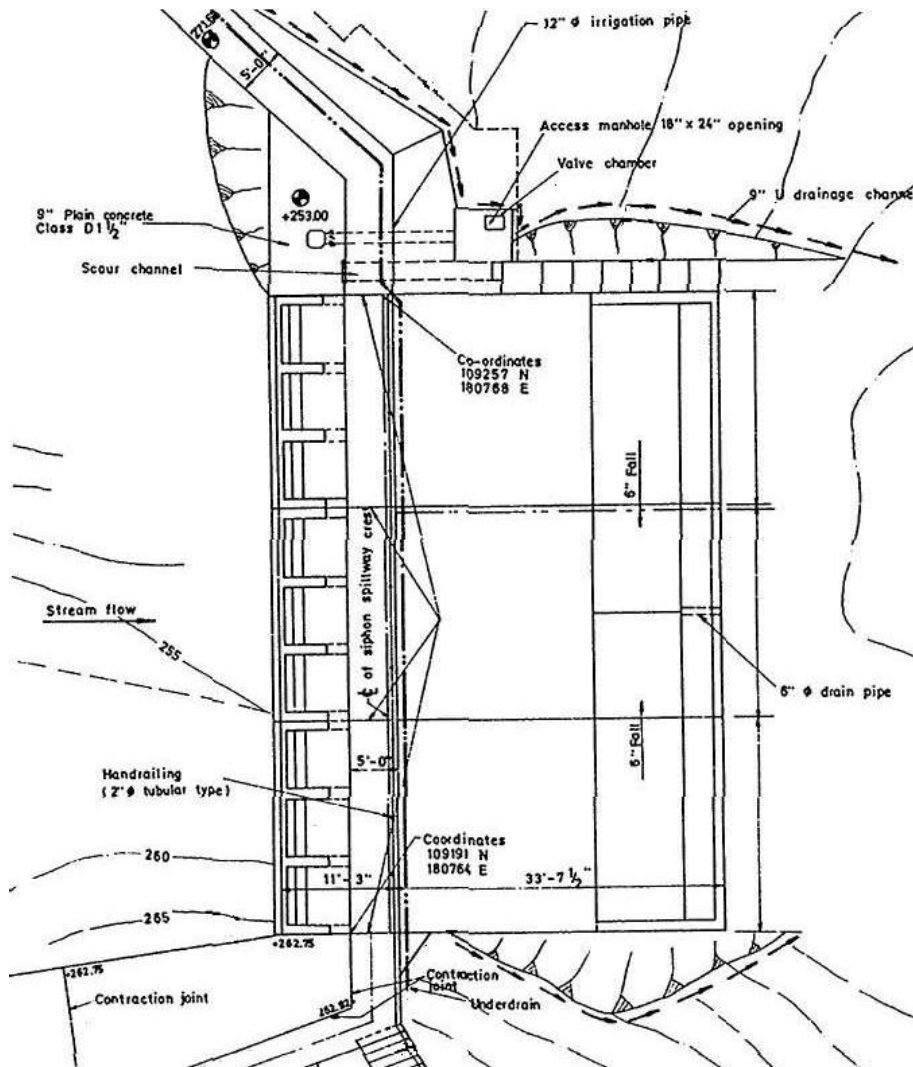 271.50
5'-0"
12" ϕ irrigation pipe
Access manhole 18" x 24" opening
Valve chamber
9" U drainage channel
+253.00
9" Plain concrete
Class D1 1/2"
Scour channel
Co-ordinates
109257 N
180768 E
6" Fall
℄ of siphon spillway crest
Stream flow
255
6" ϕ drain pipe
6" Fall
5'-0"
Handrailing
(2" ϕ tubular type)
Coordinates
109191 N
180764 E
260
11'-3"
33'-7 1/2"
265
+262.75
+262.75
Contraction joint
Contraction
joint
Underdrain